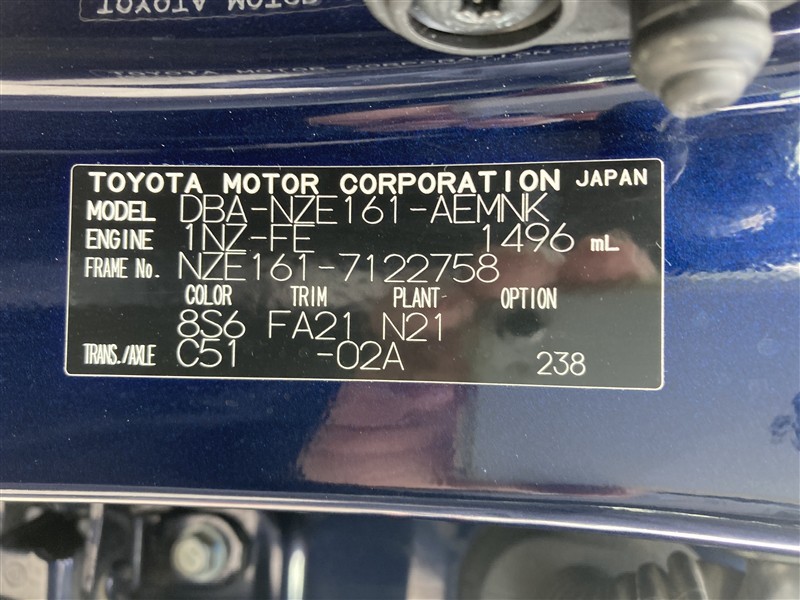 TOYOTA MOTOR CORPORATION JAPAN
MODEL DBA-NZE161-AEMNK
ENGINE 1NZ-FE 1496 mL
FRAME No. NZE161-7122758
COLOR TRIM PLANT OPTION
8S6 FA21 N21
TRANS./AXLE C51 -02A 238